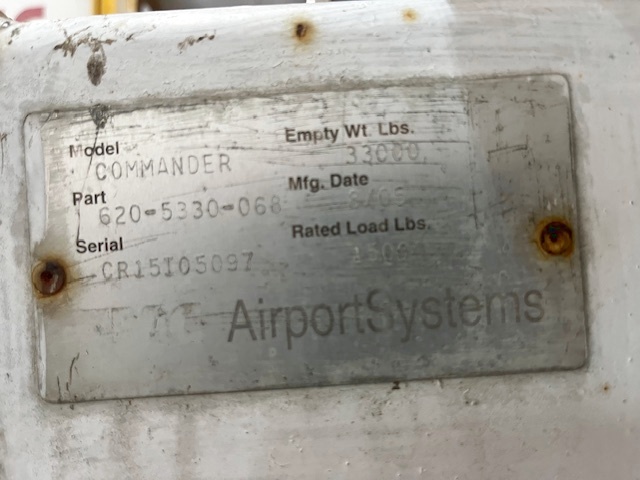 Model
COMMANDER
Empty Wt. Lbs.
33000
Part
620-5330-068
Mfg. Date
Serial
CR15I05097
Rated Load Lbs.
AirportSystems